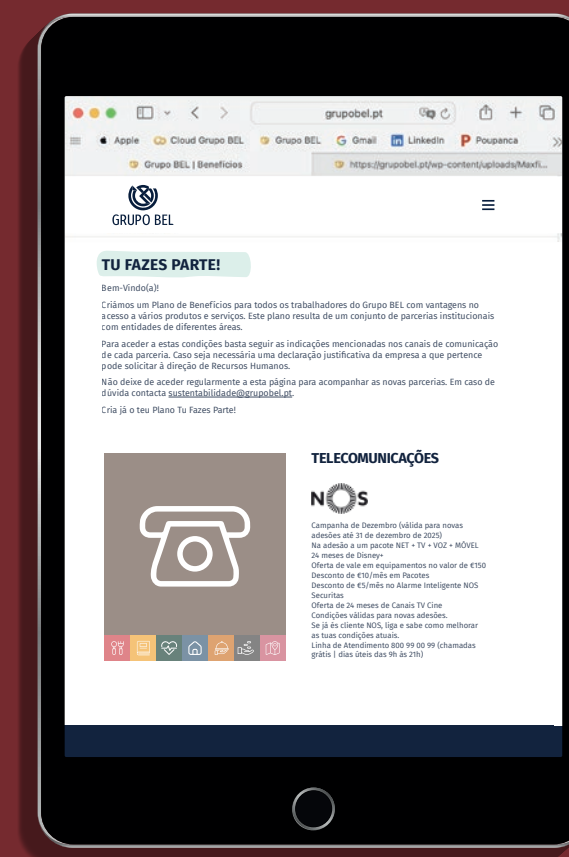 grupobel.pt
Apple Cloud Grupo BEL Grupo BEL Gmail LinkedIn Poupanca
Grupo BEL | Benefícios https://grupobel.pt/wp-content/uploads/Maxfi...
GRUPO BEL
TU FAZES PARTE!
Bem-Vindo(a)!
Criámos um Plano de Benefícios para todos os trabalhadores do Grupo BEL com vantagens no
acesso a vários produtos e serviços. Este plano resulta de um conjunto de parcerias institucionais
com entidades de diferentes áreas.
Para aceder a estas condições basta seguir as indicações mencionadas nos canais de comunicação
de cada parceria. Caso seja necessária uma declaração justificativa da empresa a que pertence
pode solicitar à direção de Recursos Humanos.
Não deixe de aceder regularmente a esta página para acompanhar as novas parcerias. Em caso de
dúvida contacta sustentabilidade@grupobel.pt.
Cria já o teu Plano Tu Fazes Parte!
TELECOMUNICAÇÕES
NOS
Campanha de Dezembro (válida para novas
adesões até 31 de dezembro de 2025)
Na adesão a um pacote NET + TV + VOZ + MÓVEL
24 meses de Disney+
Oferta de vale em equipamentos no valor de €150
Desconto de €10/mês em Pacotes
Desconto de €5/mês no Alarme Inteligente NOS
Securitas
Oferta de 24 meses de Canais TV Cine
Condições válidas para novas adesões.
Se já és cliente NOS, liga e sabe como melhorar
as tuas condições atuais.
Linha de Atendimento 800 99 00 99 (chamadas
grátis | dias úteis das 9h às 21h)